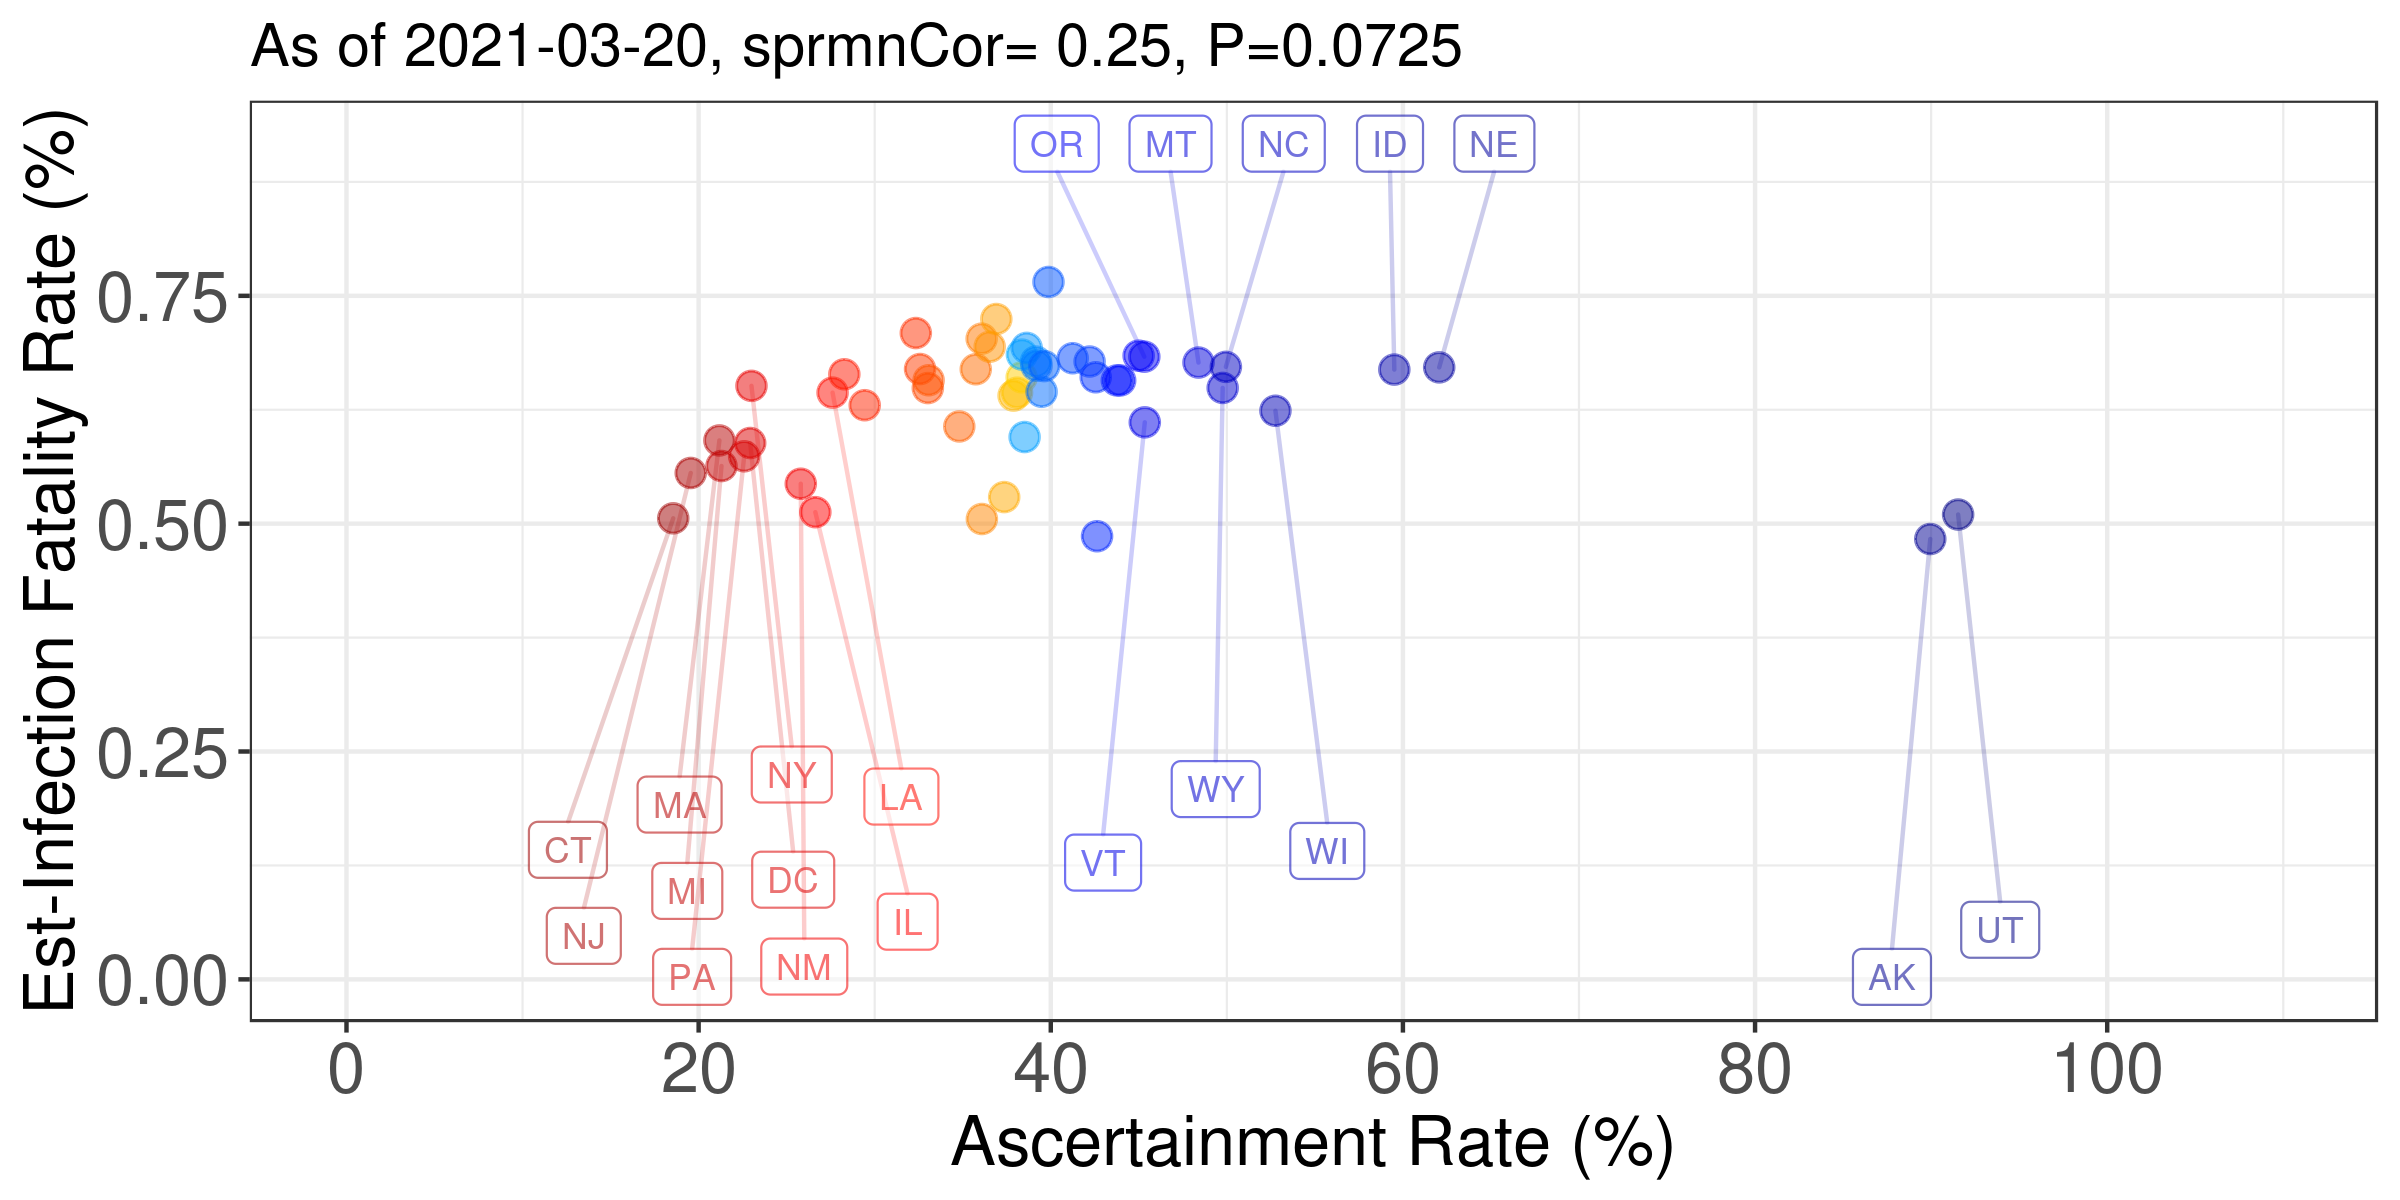 As of 2021-03-20, sprmnCor= 0.25, P=0.0725
Est-Infection Fatality Rate (%)
0.75
0.50
0.25
0.00
OR MT NC ID NE
NY LA WY
MA CT VT WI
MI DC IL UT
NJ PA NM AK
0 20 40 60 80 100
Ascertainment Rate (%)